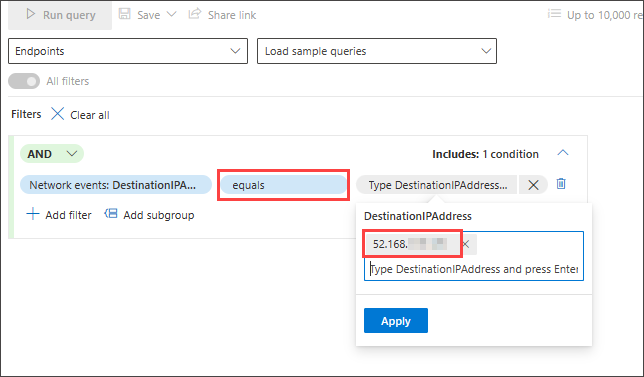 Run query Save Share link Up to 10,000 re
Endpoints Load sample queries
All filters
Filters Clear all
AND Includes: 1 condition
Network events: DestinationIPA... equals Type DestinationIPAddress...
Add filter Add subgroup
DestinationIPAddress
52.168.
Type DestinationIPAddress and press Enter
Apply